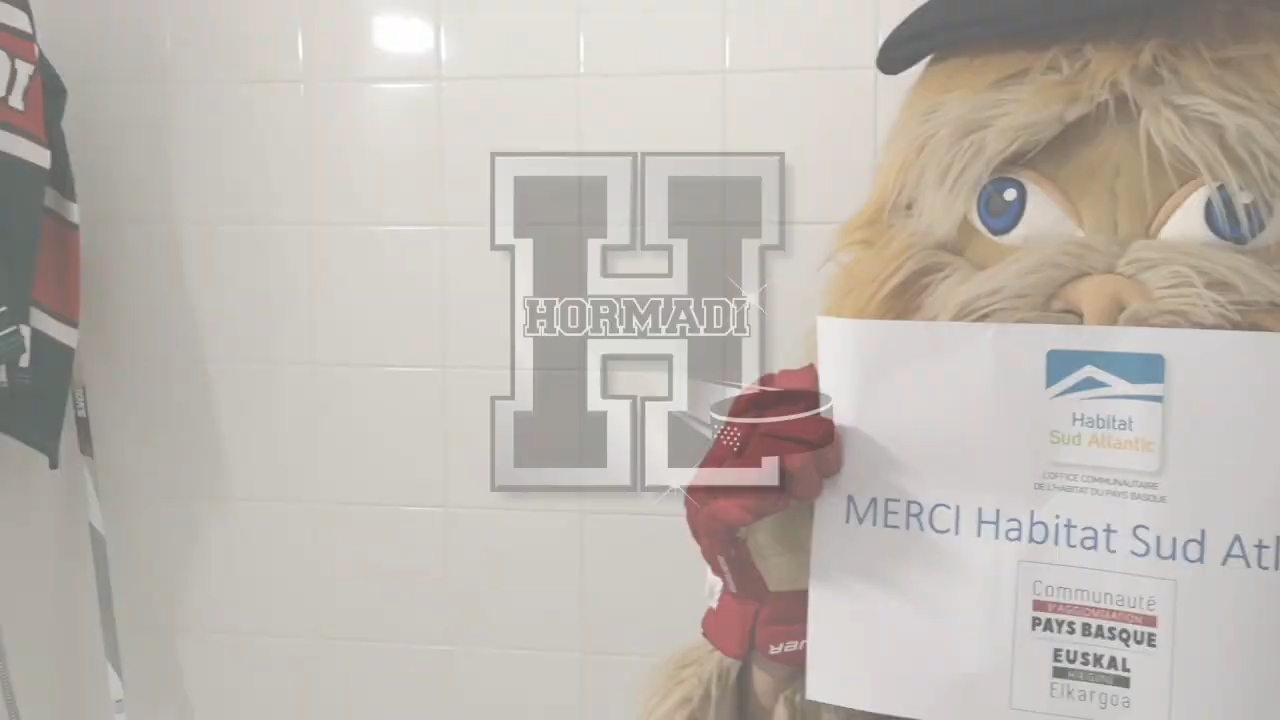 HORMADI
Habitat
Sud Atlantic
L'OFFICE COMMUNAUTAIRE
DE L'HABITAT DU PAYS BASQUE
MERCI Habitat Sud Atl
Communauté
D'AGGLOMÉRATION
PAYS BASQUE
EUSKAL
HIRIGUNE
Elkargoa
DI